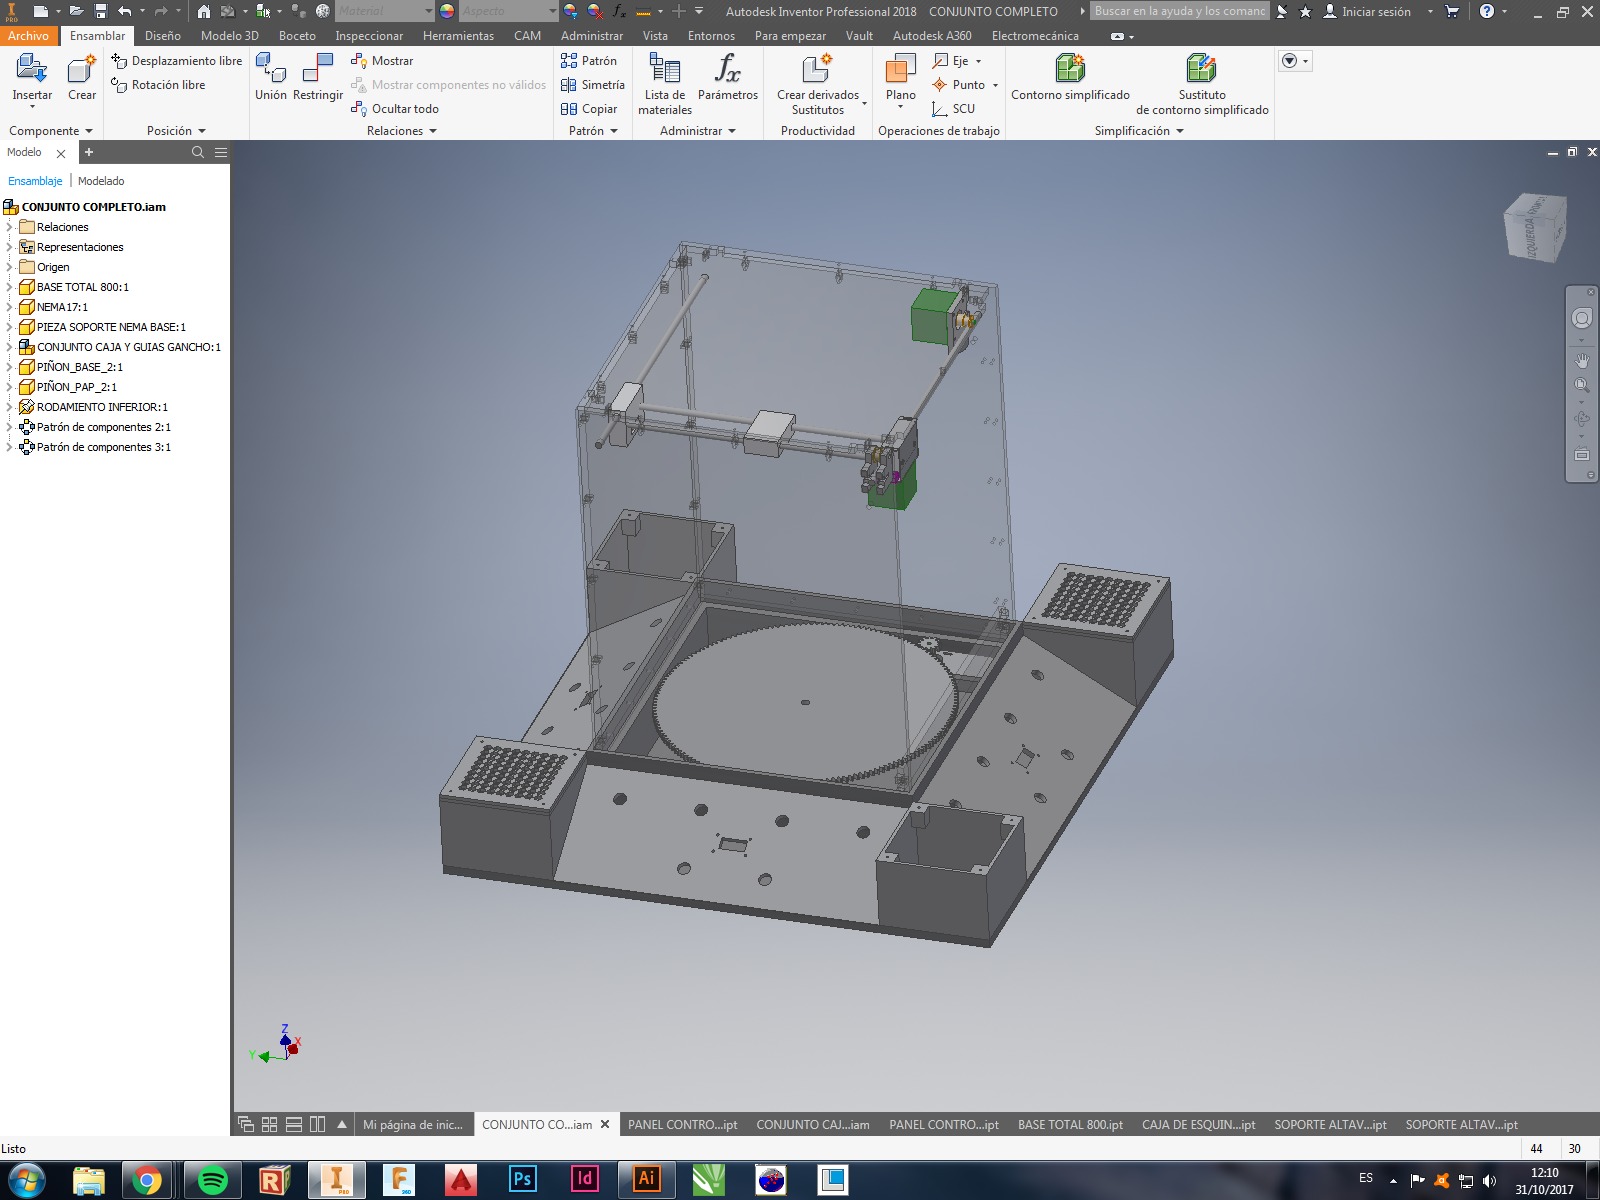 PRO
Material
Aspecto
Autodesk Inventor Professional 2018 CONJUNTO COMPLETO
Buscar en la ayuda y los comanc
Iniciar sesión
Archivo Ensamblar Diseño Modelo 3D Boceto Inspeccionar Herramientas CAM Administrar Vista Entornos Para empezar Vault Autodesk A360 Electromecánica
Insertar
Crear
Componente
Desplazamiento libre
Rotación libre
Posición
Unión
Restringir
Mostrar
Mostrar componentes no válidos
Ocultar todo
Relaciones
Patrón
Simetría
Copiar
Patrón
Lista de
materiales
Parámetros
Administrar
Crear derivados
Sustitutos
Productividad
Plano
Eje
Punto
SCU
Operaciones de trabajo
Contorno simplificado
Sustituto
de contorno simplificado
Simplificación
Modelo
Ensamblaje | Modelado
CONJUNTO COMPLETO.iam
Relaciones
Representaciones
Origen
BASE TOTAL 800:1
NEMA17:1
PIEZA SOPORTE NEMA BASE:1
CONJUNTO CAJA Y GUIAS GANCHO:1
PIÑON_BASE_2:1
PIÑON_PAP_2:1
RODAMIENTO INFERIOR:1
Patrón de componentes 2:1
Patrón de componentes 3:1
IZQUIERDA
Z
X
Y
Mi página de inic...
CONJUNTO CO...iam
PANEL CONTRO...ipt
CONJUNTO CAJ...iam
PANEL CONTRO...ipt
BASE TOTAL 800.ipt
CAJA DE ESQUIN...ipt
SOPORTE ALTAV...ipt
SOPORTE ALTAV...ipt
Listo
44 30
Ps
Id
Ai
ES
12:10
31/10/2017